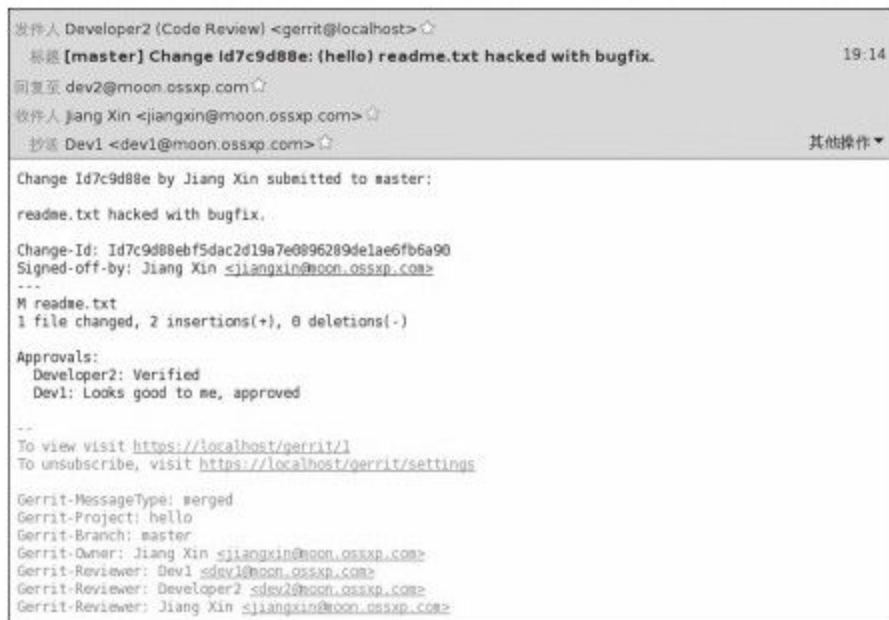 发件人 Developer2 (Code Review) <gerrit@localhost>
标题 [master] Change Id7c9d88e: (hello) readme.txt hacked with bugfix. 19:14
回复至 dev2@moon.ossxp.com
收件人 Jiang Xin <jiangxin@moon.ossxp.com>
抄送 Dev1 <dev1@moon.ossxp.com> 其他操作
Change Id7c9d88e by Jiang Xin submitted to master:
readme.txt hacked with bugfix.
Change-Id: Id7c9d88ebf5dac2d19a7e0896289de1ae6fb6a90
Signed-off-by: Jiang Xin <jiangxin@moon.ossxp.com>
---
M readme.txt
1 file changed, 2 insertions(+), 0 deletions(-)
Approvals:
Developer2: Verified
Dev1: Looks good to me, approved
--
To view visit https://localhost/gerrit/1
To unsubscribe, visit https://localhost/gerrit/settings
Gerrit-MessageType: merged
Gerrit-Project: hello
Gerrit-Branch: master
Gerrit-Owner: Jiang Xin <jiangxin@moon.ossxp.com>
Gerrit-Reviewer: Dev1 <dev1@moon.ossxp.com>
Gerrit-Reviewer: Developer2 <dev2@moon.ossxp.com>
Gerrit-Reviewer: Jiang Xin <jiangxin@moon.ossxp.com>